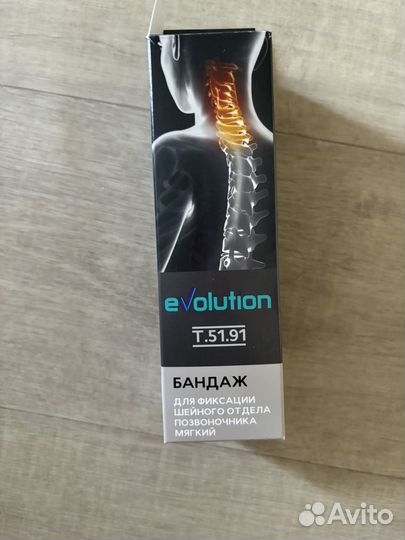 evolution
Т.51.91
БАНДАЖ
ДЛЯ ФИКСАЦИИ
ШЕЙНОГО ОТДЕЛА
ПОЗВОНОЧНИКА
МЯГКИЙ
Avito